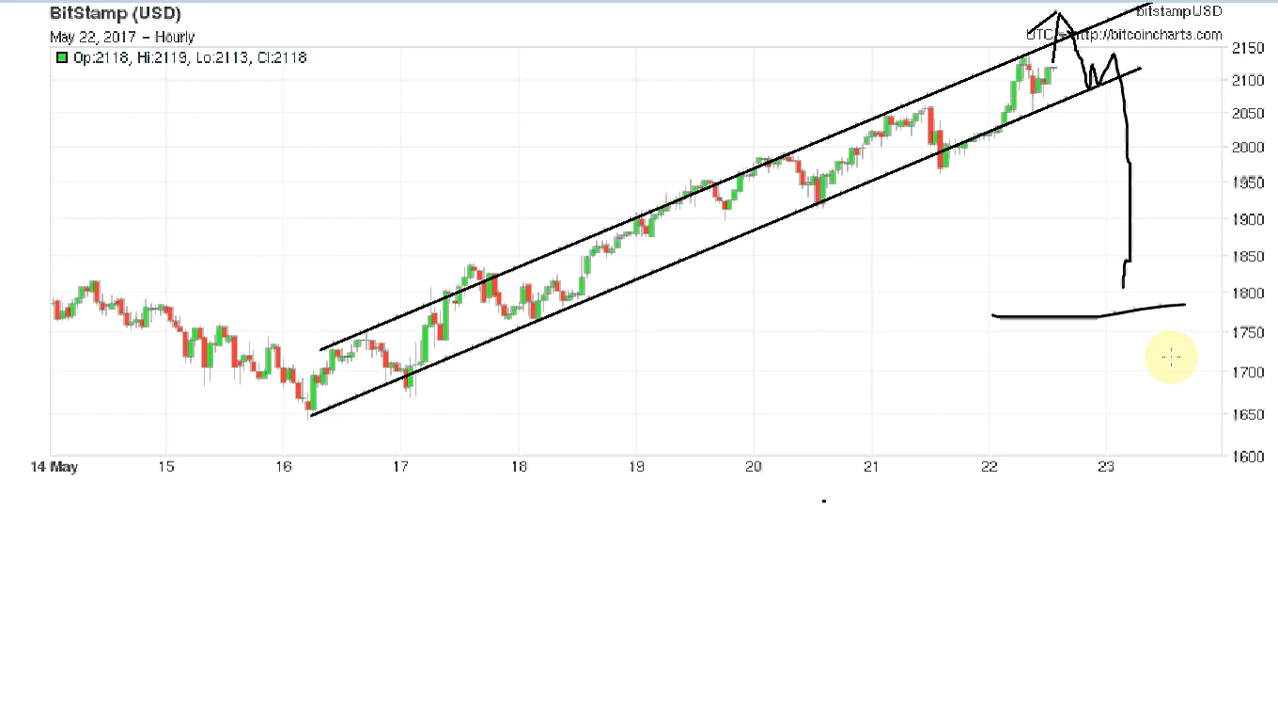 BitStamp (USD)
bitstampUSD
May 22, 2017 - Hourly
UTC - http://bitcoincharts.com
Op:2118, Hi:2119, Lo:2113, Cl:2118
2150
2100
2050
2000
1950
1900
1850
1800
1750
1700
1650
1600
14 May 15 16 17 18 19 20 21 22 23